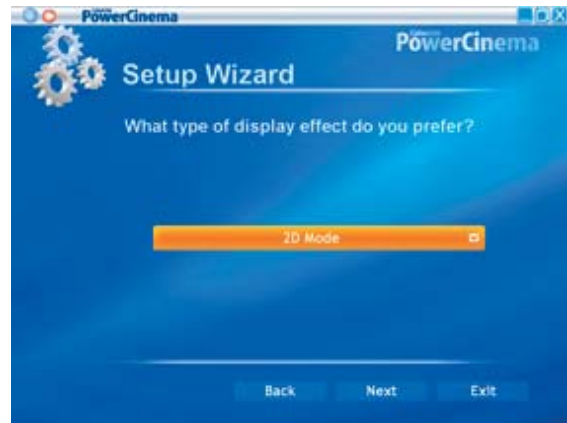 PowerCinema
PowerCinema
Setup Wizard
What type of display effect do you prefer?
2D Mode
Back Next Exit